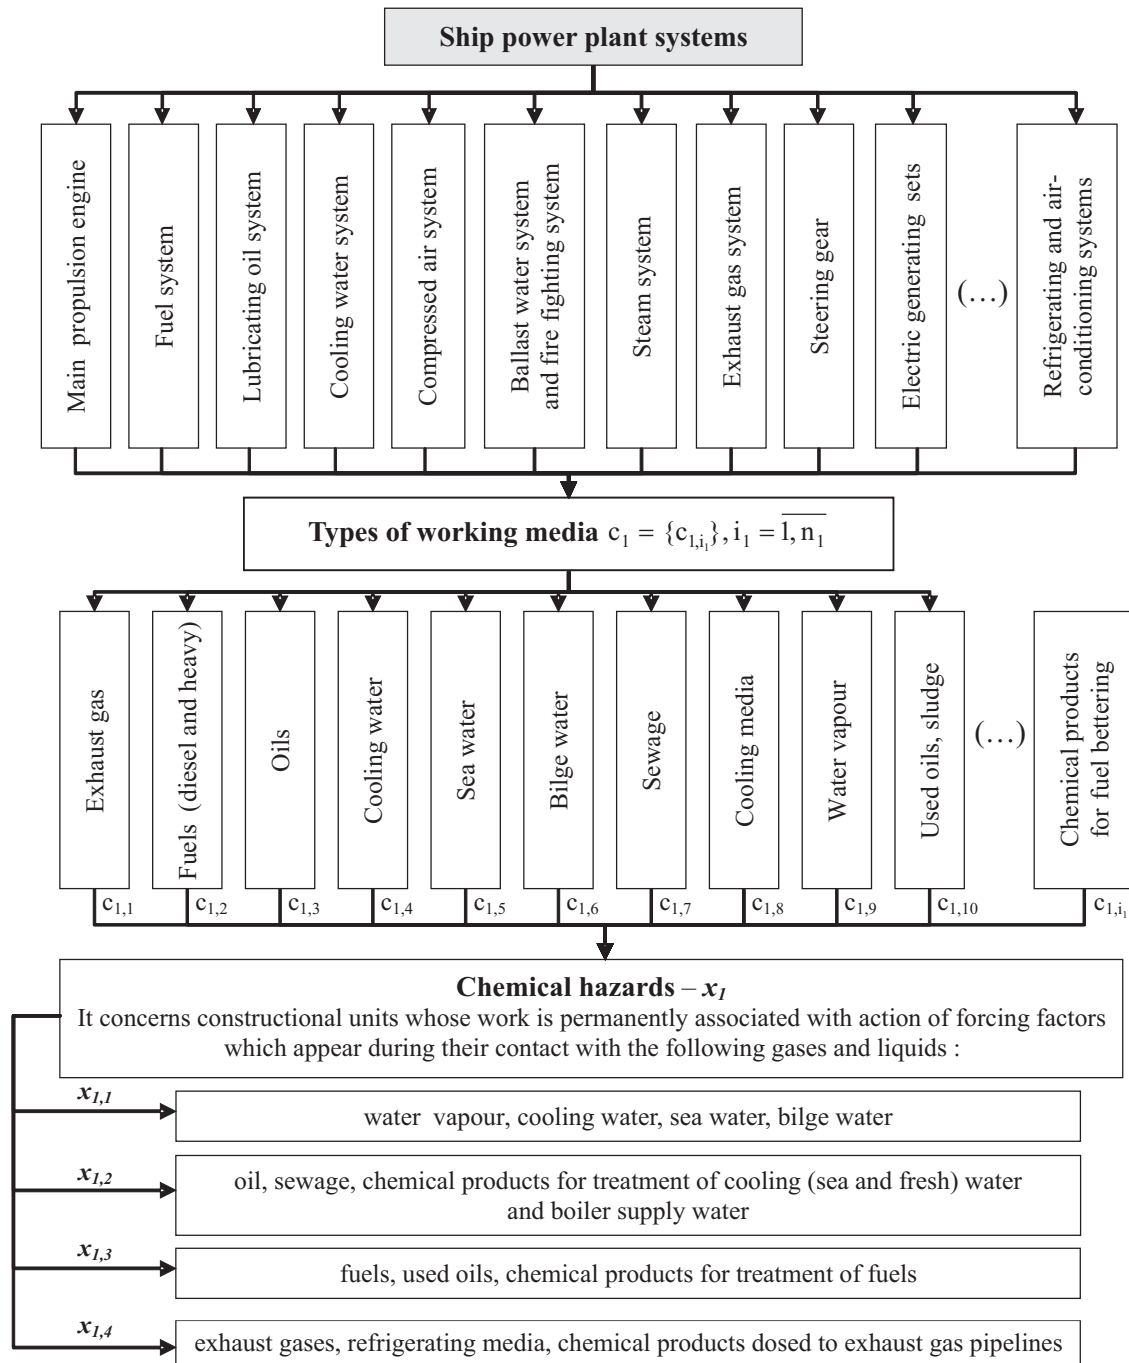 Ship power plant systems
Main propulsion engine
Fuel system
Lubricating oil system
Cooling water system
Compressed air system
Ballast water system
and fire fighting system
Steam system
Exhaust gas system
Steering gear
Electric generating sets
(…)
Refrigerating and air-
conditioning systems
Types of working media c₁ = {c₁,ᵢ₁}, i₁ = \overline{1, n₁}
Exhaust gas
Fuels (diesel and heavy)
Oils
Cooling water
Sea water
Bilge water
Sewage
Cooling media
Water vapour
Used oils, sludge
(…)
Chemical products
for fuel bettering
c1,1
c1,2
c1,3
c1,4
c1,5
c1,6
c1,7
c1,8
c1,9
c1,10
c1,i1
Chemical hazards – x1
It concerns constructional units whose work is permanently associated with action of forcing factors
which appear during their contact with the following gases and liquids :
x1,1
water vapour, cooling water, sea water, bilge water
x1,2
oil, sewage, chemical products for treatment of cooling (sea and fresh) water
and boiler supply water
x1,3
fuels, used oils, chemical products for treatment of fuels
x1,4
exhaust gases, refrigerating media, chemical products dosed to exhaust gas pipelines